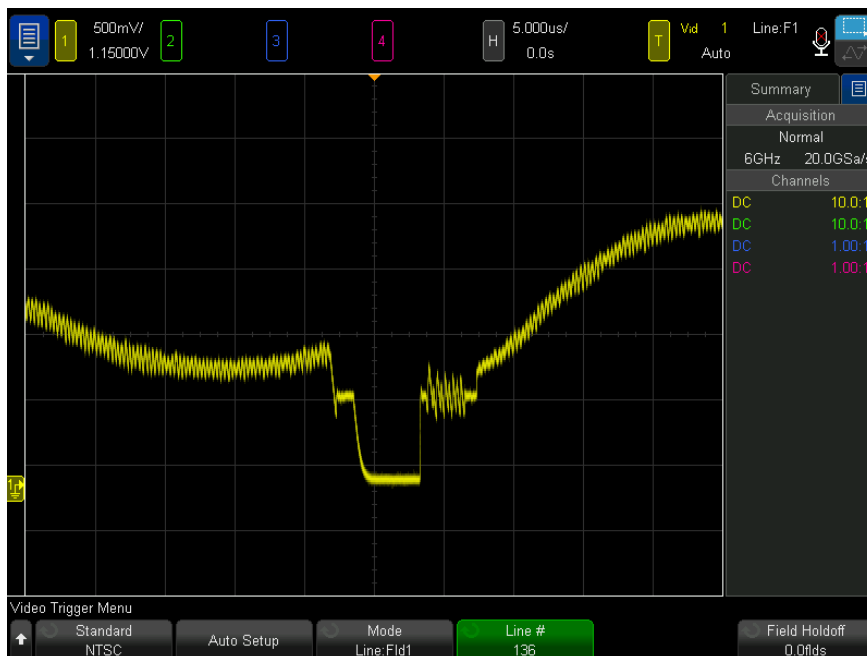 1 500mV/ 1.15000V 2 3 4 H 5.000us/ 0.0s T Vid 1 Line:F1 Auto
Summary
Acquisition
Normal
6GHz 20.0GSa/s
Channels
DC 10.0:1
DC 10.0:1
DC 1.00:1
DC 1.00:1
1
Video Trigger Menu
Standard
NTSC
Auto Setup
Mode
Line:Fld1
Line #
136
Field Holdoff
0.0flds